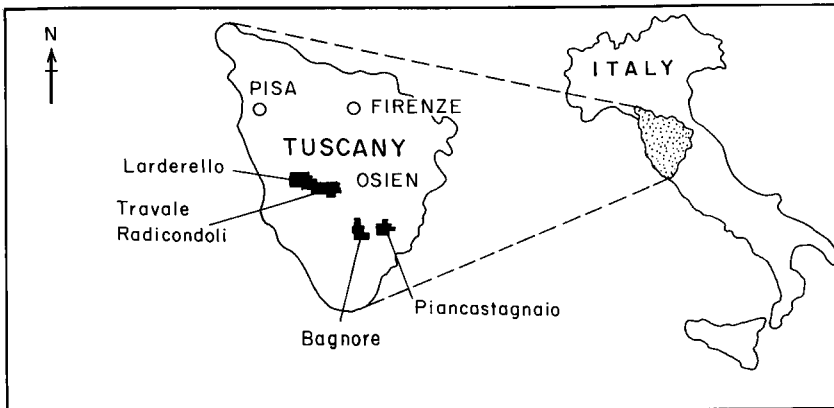 N
ITALY
PISA
FIRENZE
TUSCANY
Larderello
OSIEN
Travale
Radicondoli
Piancastagnaio
Bagnore